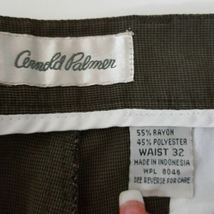 Arnold Palmer
55% RAYON
45% POLYESTER
WAIST 32
MADE IN INDONESIA
WPL 8046
SEE REVERSE FOR CARE